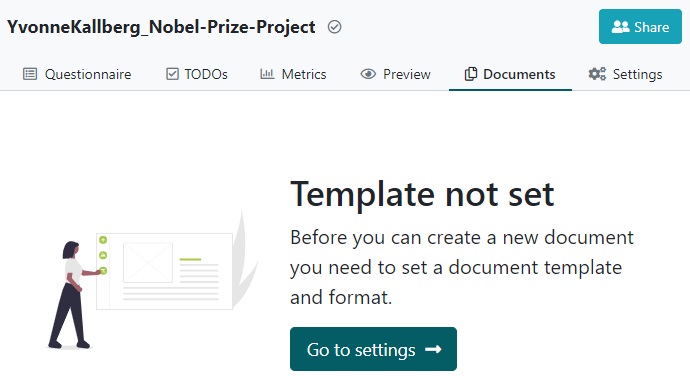 YvonneKallberg_Nobel-Prize-Project
Share
Questionnaire
TODOs
Metrics
Preview
Documents
Settings
Template not set
Before you can create a new document
you need to set a document template
and format.
Go to settings